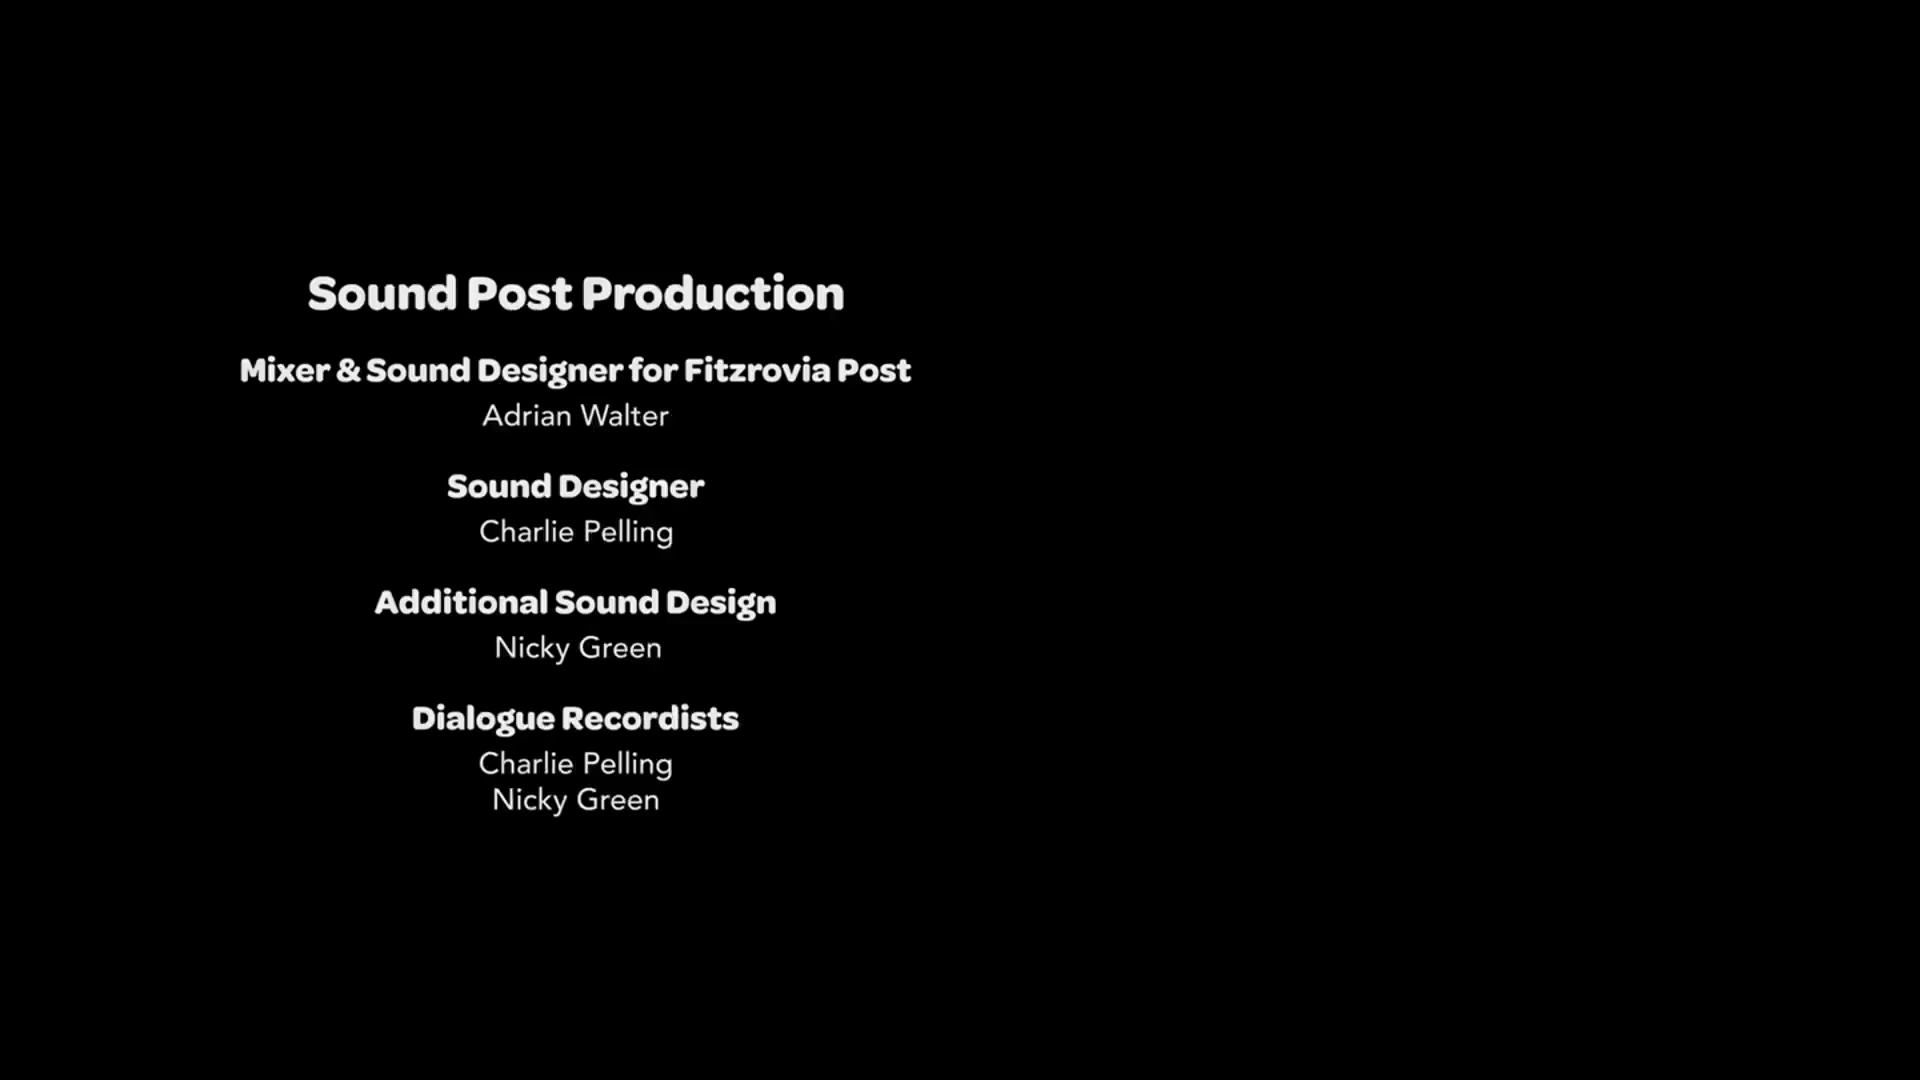 Sound Post Production
Mixer & Sound Designer for Fitzrovia Post
Adrian Walter
Sound Designer
Charlie Pelling
Additional Sound Design
Nicky Green
Dialogue Recordists
Charlie Pelling
Nicky Green